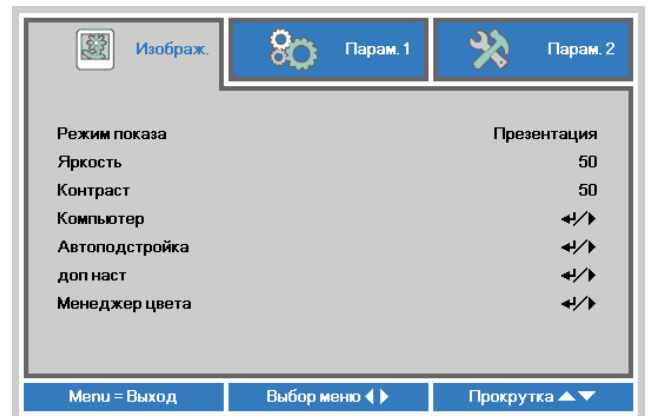 Изображ. Парам. 1 Парам. 2
Режим показа Презентация
Яркость 50
Контраст 50
Компьютер
Автоподстройка
доп наст
Менеджер цвета
Menu = Выход Выбор меню Прокрутка